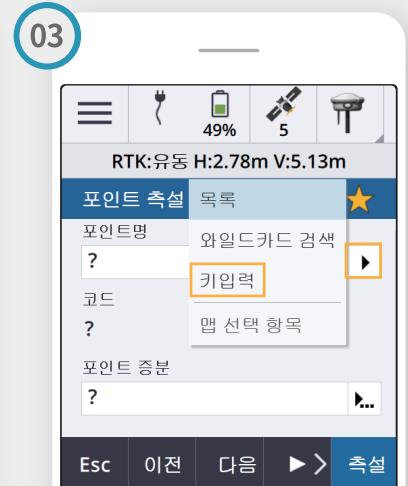 03
49%
5
RTK:유동 H:2.78m V:5.13m
포인트 측설
목록
포인트명
와일드카드 검색
?
키입력
코드
?
맵 선택 항목
포인트 증분
?
Esc 이전 다음 측설